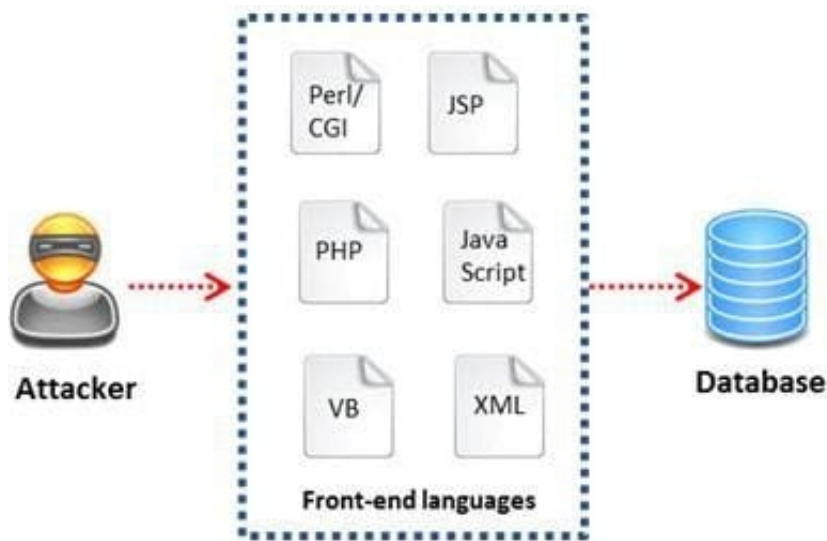 Perl/
CGI
JSP
PHP
Java
Script
VB
XML
Front-end languages
Attacker
Database